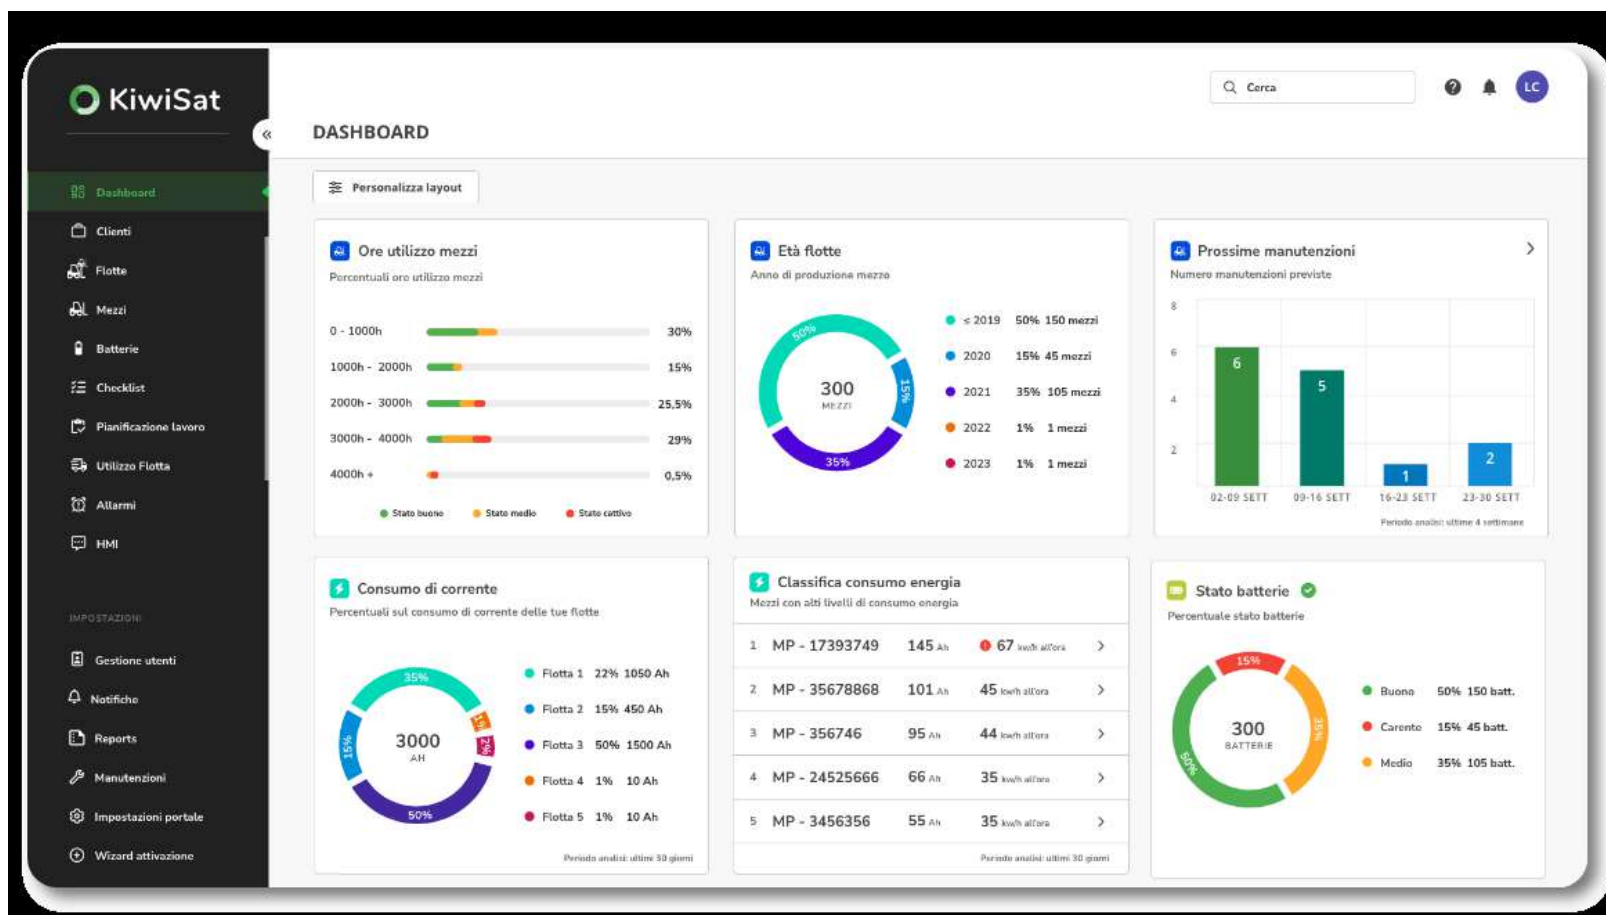 KiwiSat
Cerca
LC
«
DASHBOARD
Dashboard
Clienti
Flotte
Mezzi
Batterie
Checklist
Pianificazione lavoro
Utilizzo Flotta
Allarmi
HMI
IMPOSTAZIONI
Gestione utenti
Notifiche
Reports
Manutenzioni
Impostazioni portale
Wizard attivazione
Personalizza layout
Ore utilizzo mezzi
Percentuali ore utilizzo mezzi
0 - 1000h 30%
1000h - 2000h 15%
2000h - 3000h 25,5%
3000h - 4000h 29%
4000h + 0,5%
Stato buono Stato medio Stato cattivo
Età flotte
Anno di produzione mezzo
50%
15%
35%
300
MEZZI
≤ 2019 50% 150 mezzi
2020 15% 45 mezzi
2021 35% 105 mezzi
2022 1% 1 mezzi
2023 1% 1 mezzi
Prossime manutenzioni
Numero manutenzioni previste
8
6
4
2
6
5
1
2
02-09 SETT 09-16 SETT 16-23 SETT 23-30 SETT
Periodo analisi: ultime 4 settimane
Consumo di corrente
Percentuali sul consumo di corrente delle tue flotte
35%
1%
2%
15%
50%
3000
AH
Flotta 1 22% 1050 Ah
Flotta 2 15% 450 Ah
Flotta 3 50% 1500 Ah
Flotta 4 1% 10 Ah
Flotta 5 1% 10 Ah
Periodo analisi: ultimi 30 giorni
Classifica consumo energia
Mezzi con alti livelli di consumo energia
1 MP - 17393749 145 Ah 67 kw/h all'ora
2 MP - 35678868 101 Ah 45 kw/h all'ora
3 MP - 356746 95 Ah 44 kw/h all'ora
4 MP - 24525666 66 Ah 35 kw/h all'ora
5 MP - 3456356 55 Ah 35 kw/h all'ora
Periodo analisi: ultimi 30 giorni
Stato batterie
Percentuale stato batterie
15%
35%
50%
300
BATTERIE
Buono 50% 150 batt.
Carente 15% 45 batt.
Medio 35% 105 batt.